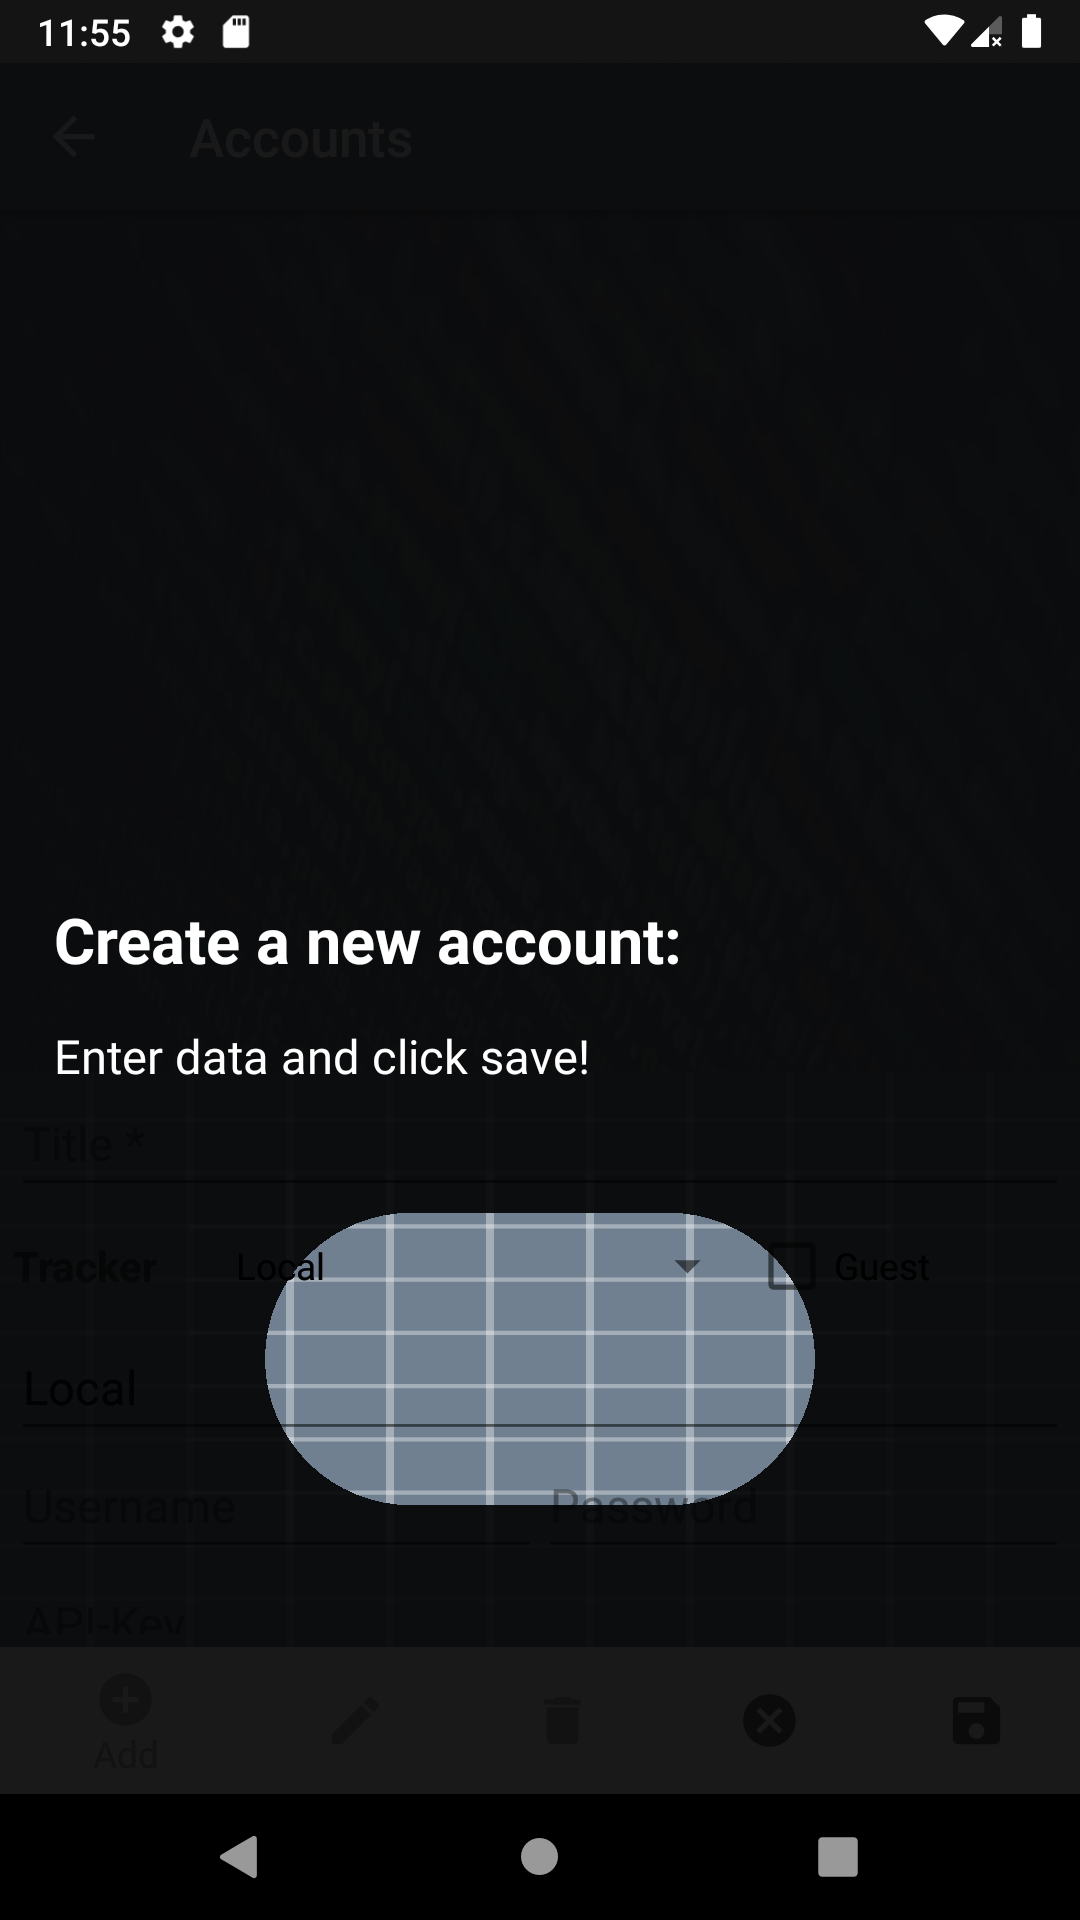 11:55
Accounts
Create a new account:
Enter data and click save!
Title *
Tracker Local Guest
Local
Username Password
API-Key
Add